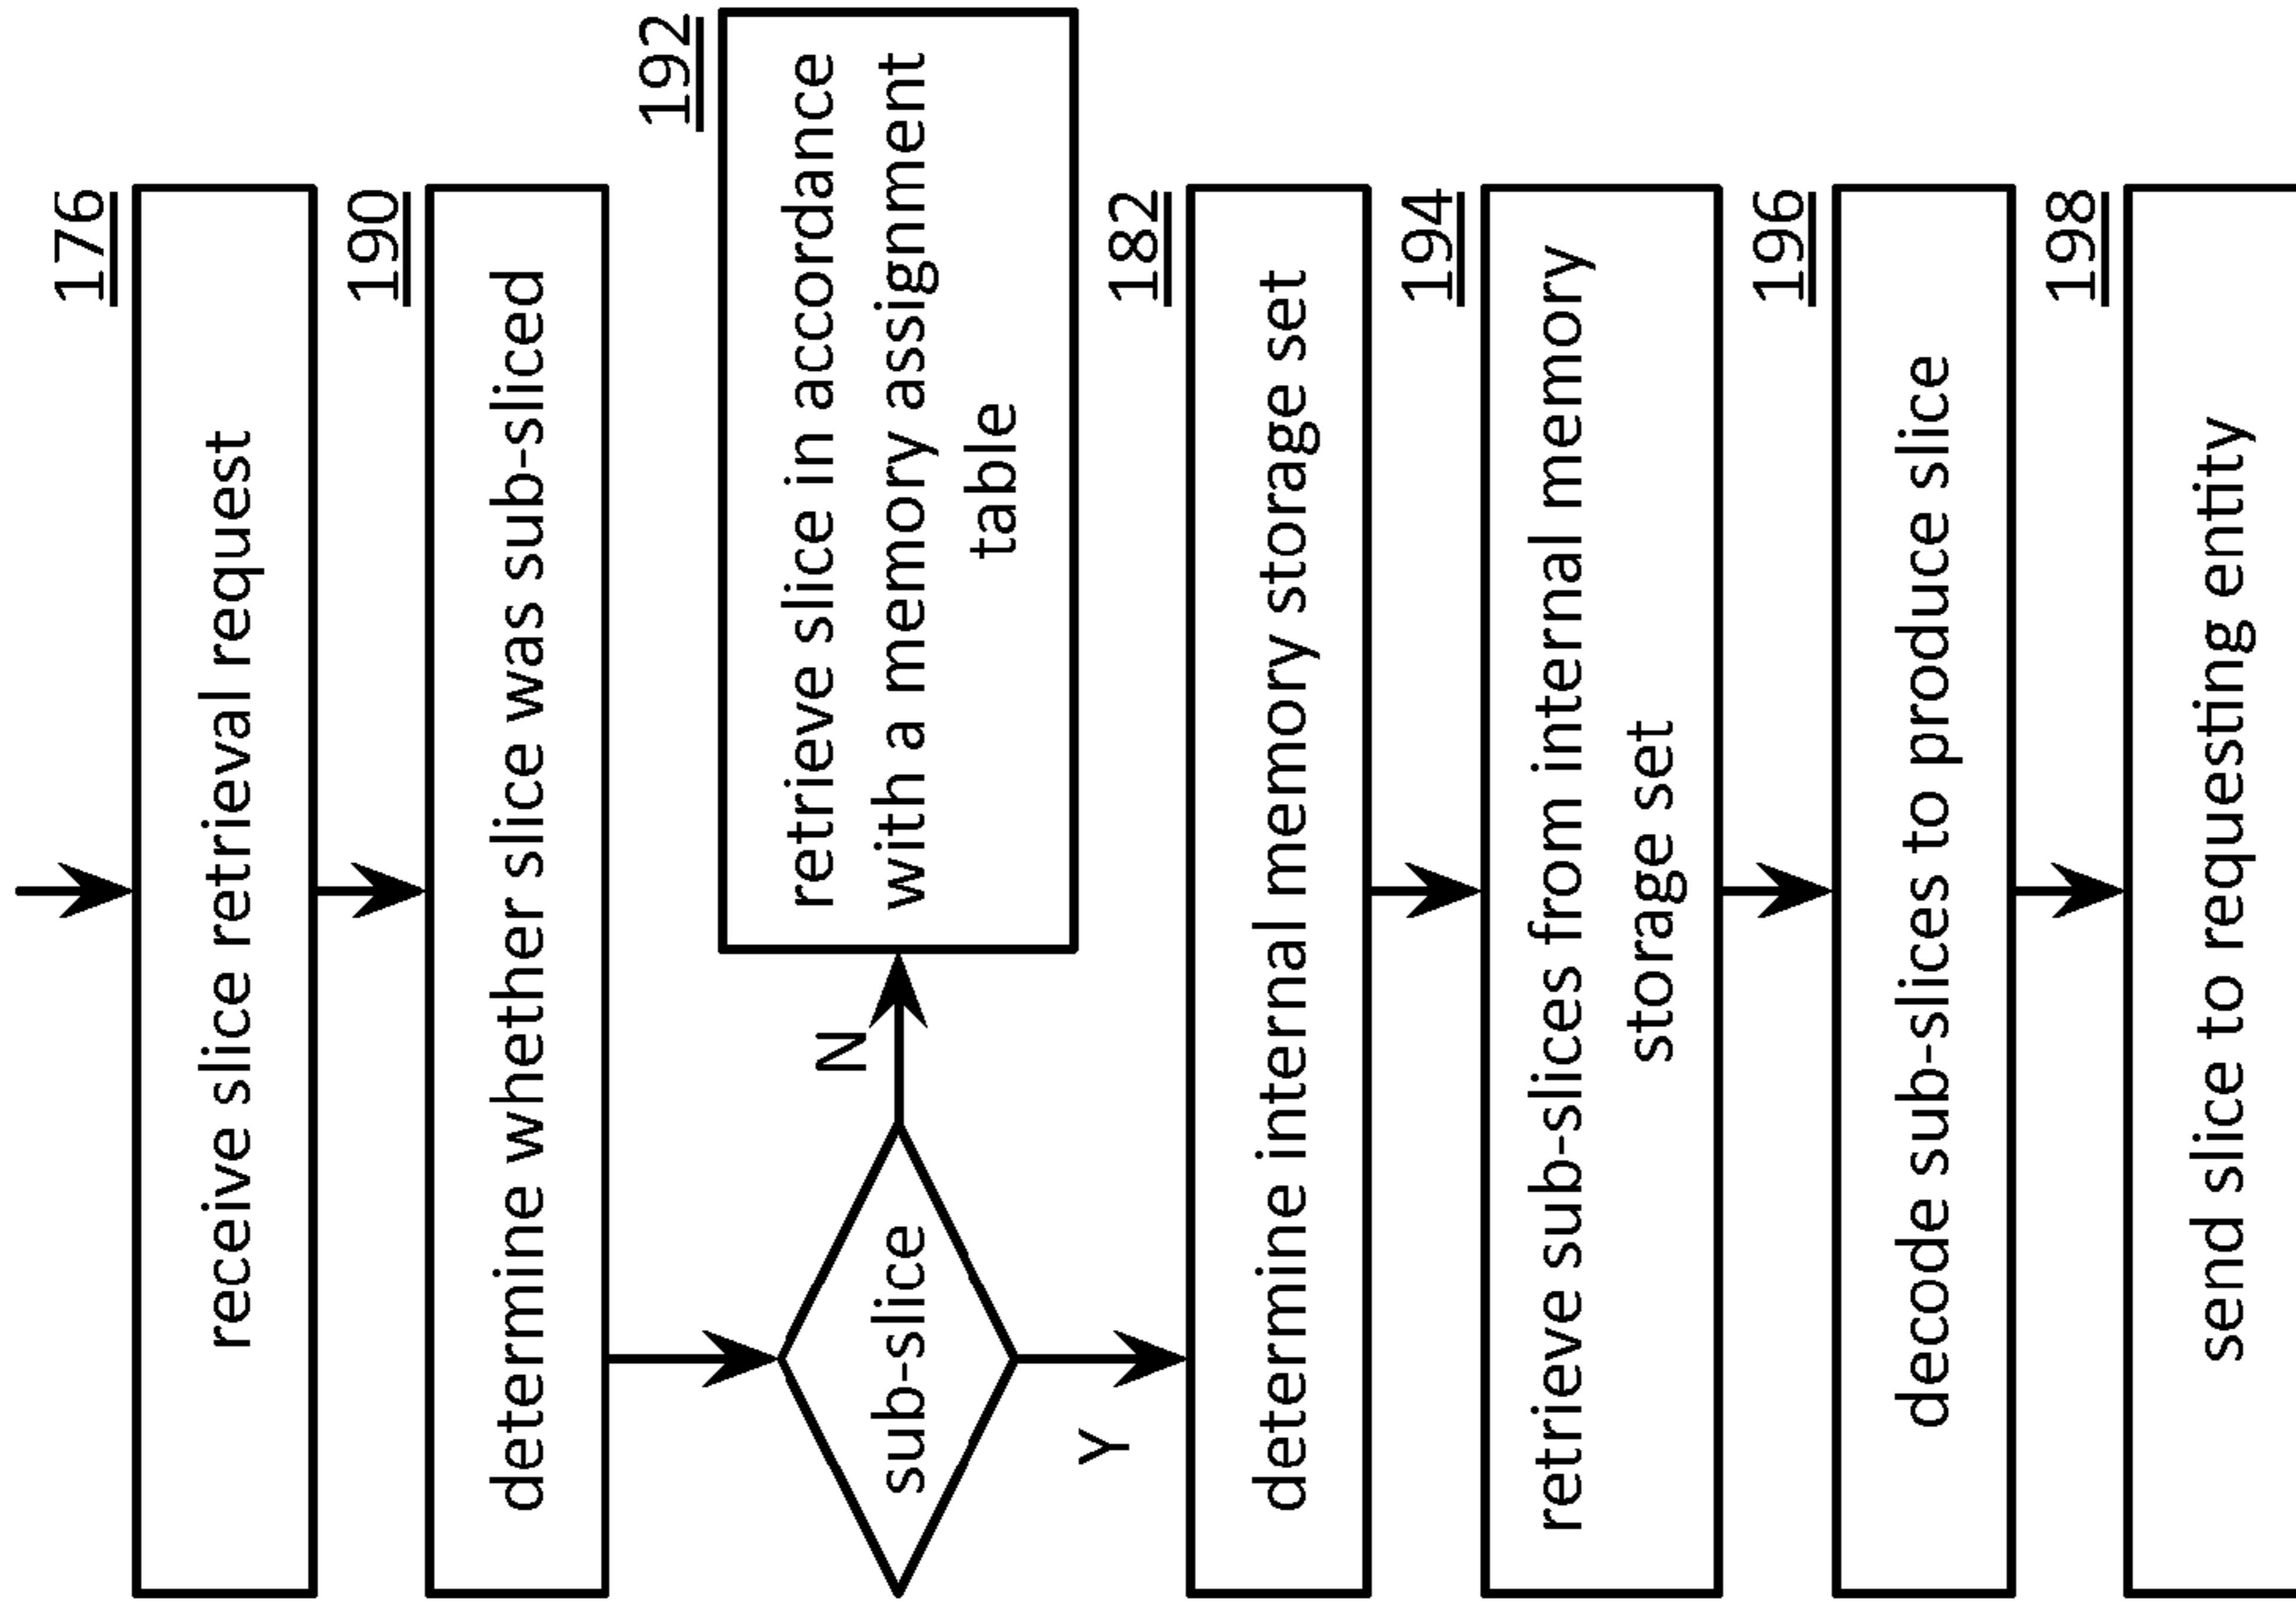 176
receive slice retrieval request
190
determine whether slice was sub-sliced
sub-slice
N
192
retrieve slice in accordance
with a memory assignment
table
Y
182
determine internal memory storage set
194
retrieve sub-slices from internal memory
storage set
196
decode sub-slices to produce slice
198
send slice to requesting entity